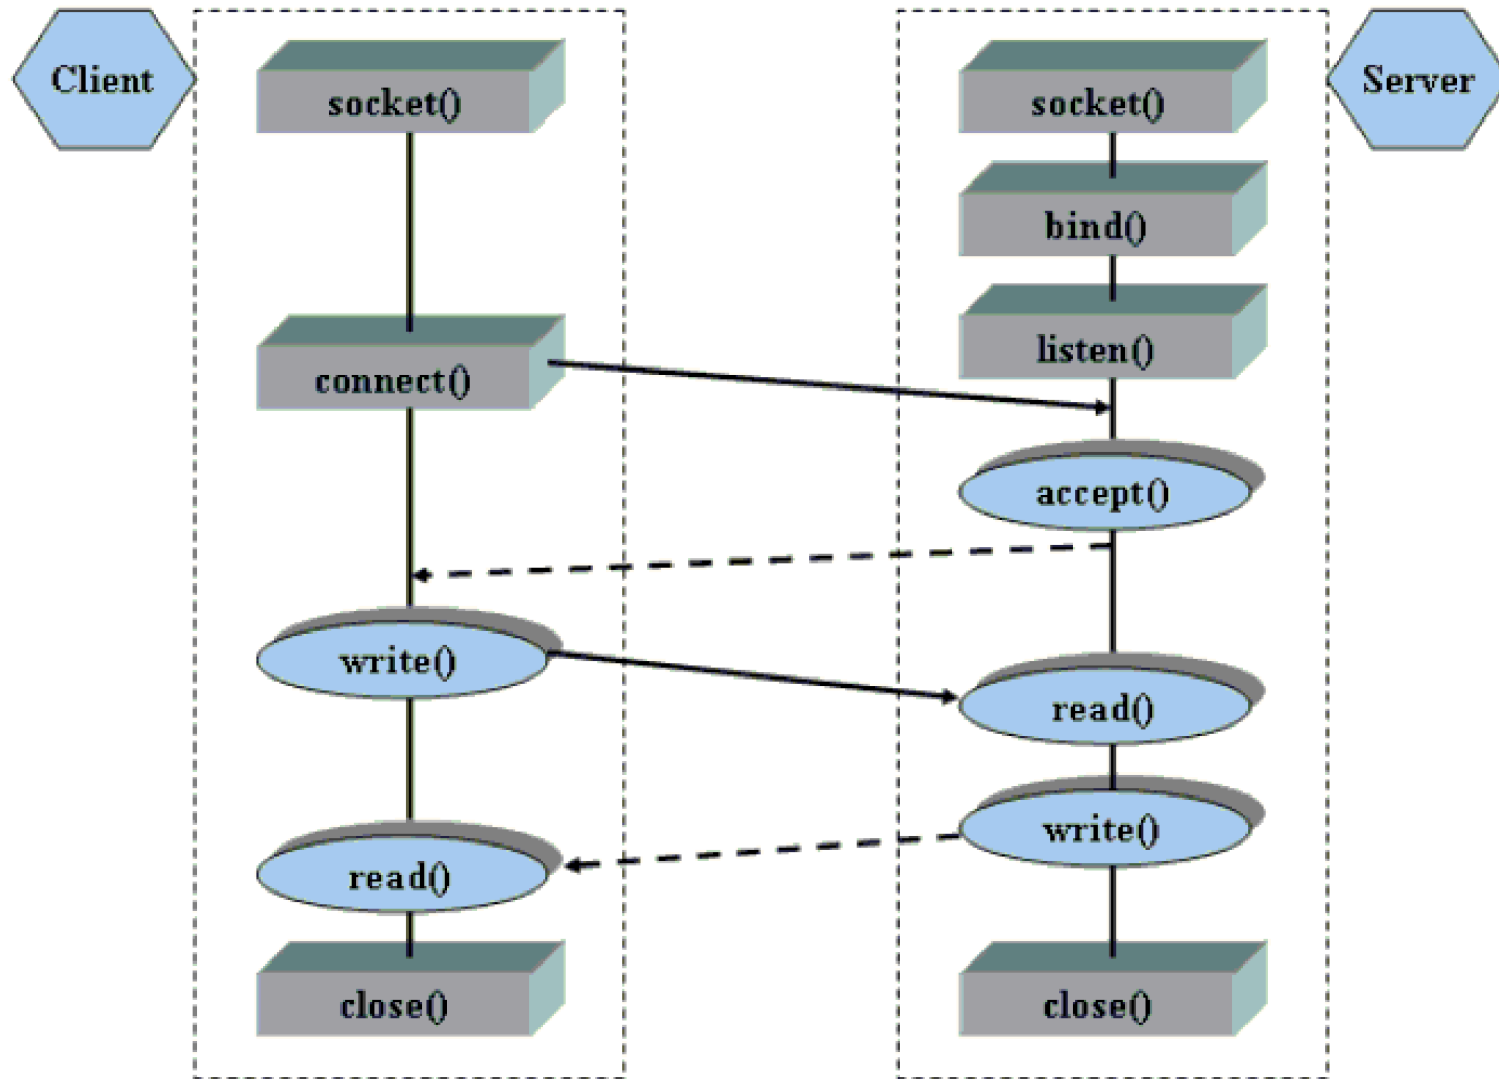 Client
socket()
connect()
write()
read()
close()
Server
socket()
bind()
listen()
accept()
read()
write()
close()